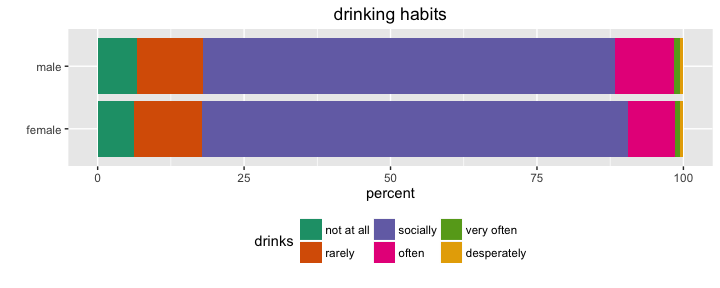 drinking habits
male
female
0 25 50 75 100
percent
drinks
not at all socially very often
rarely often desperately